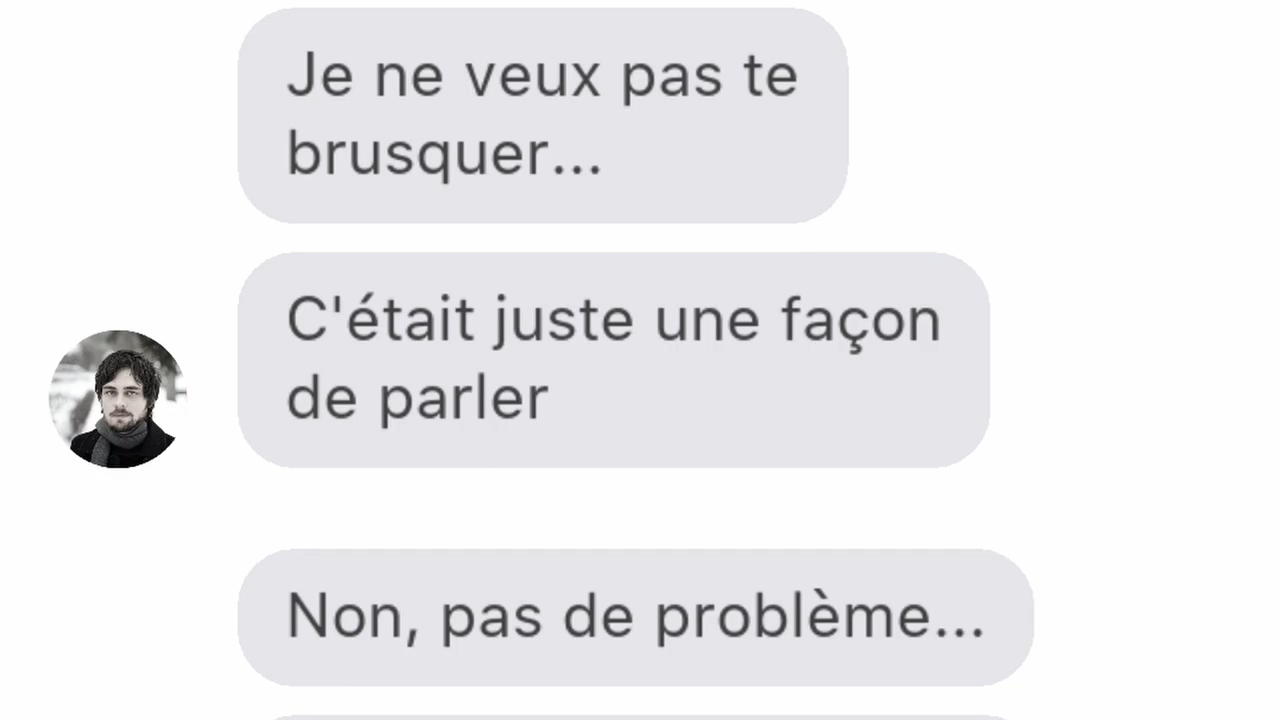 Je ne veux pas te
brusquer...
C'était juste une façon
de parler
Non, pas de problème...